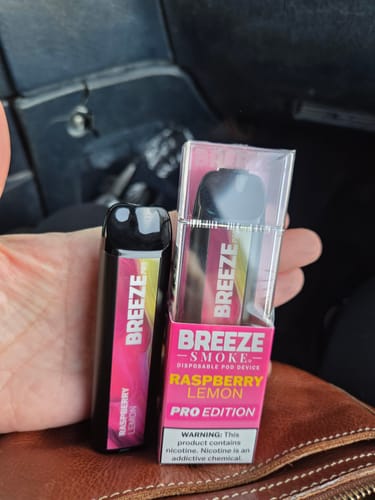 BREEZE
RASPBERRY
LEMON
BREEZE
BREEZE
SMOKE
DISPOSABLE POD DEVICE
RASPBERRY
LEMON
PRO EDITION
WARNING: This
product contains
nicotine. Nicotine is an
addictive chemical.